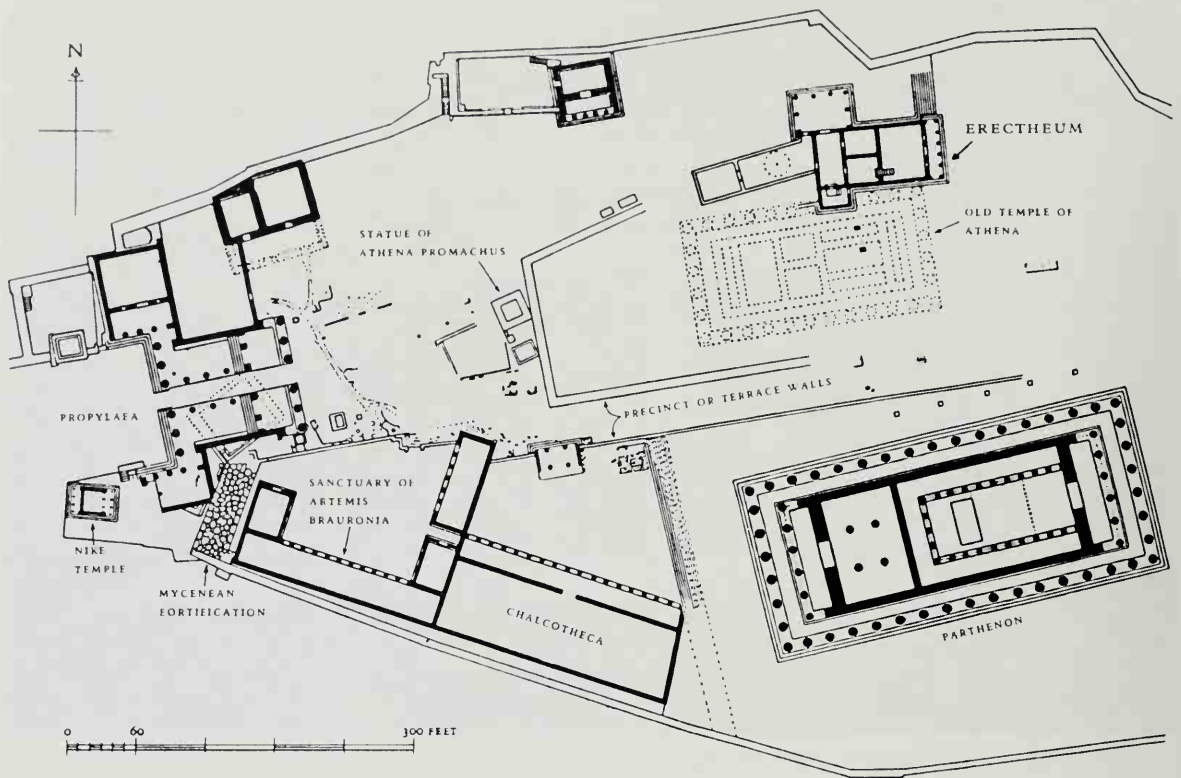 N
ERECTHEUM
OLD TEMPLE OF
ATHENA
STATUE OF
ATHENA PROMACHUS
PRECINCT OR TERRACE WALLS
PROPYLAEA
SANCTUARY OF
ARTEMIS
BRAURONIA
NIKE
TEMPLE
MYCENEAN
FORTIFICATION
CHALCOTHECA
PARTHENON
0 60 300 FEET